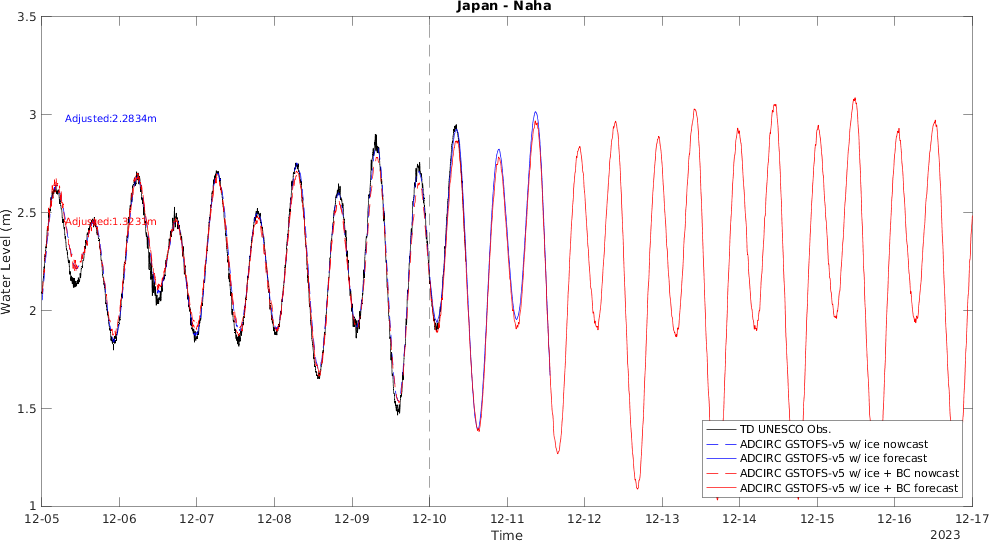 Japan - Naha
3.5
3
2.5
2
1.5
1
Water Level (m)
Adjusted:2.2834m
Adjusted:1.3233m
TD UNESCO Obs.
ADCIRC GSTOFS-v5 w/ ice nowcast
ADCIRC GSTOFS-v5 w/ ice forecast
ADCIRC GSTOFS-v5 w/ ice + BC nowcast
ADCIRC GSTOFS-v5 w/ ice + BC forecast
12-05 12-06 12-07 12-08 12-09 12-10 12-11 12-12 12-13 12-14 12-15 12-16 12-17
Time
2023